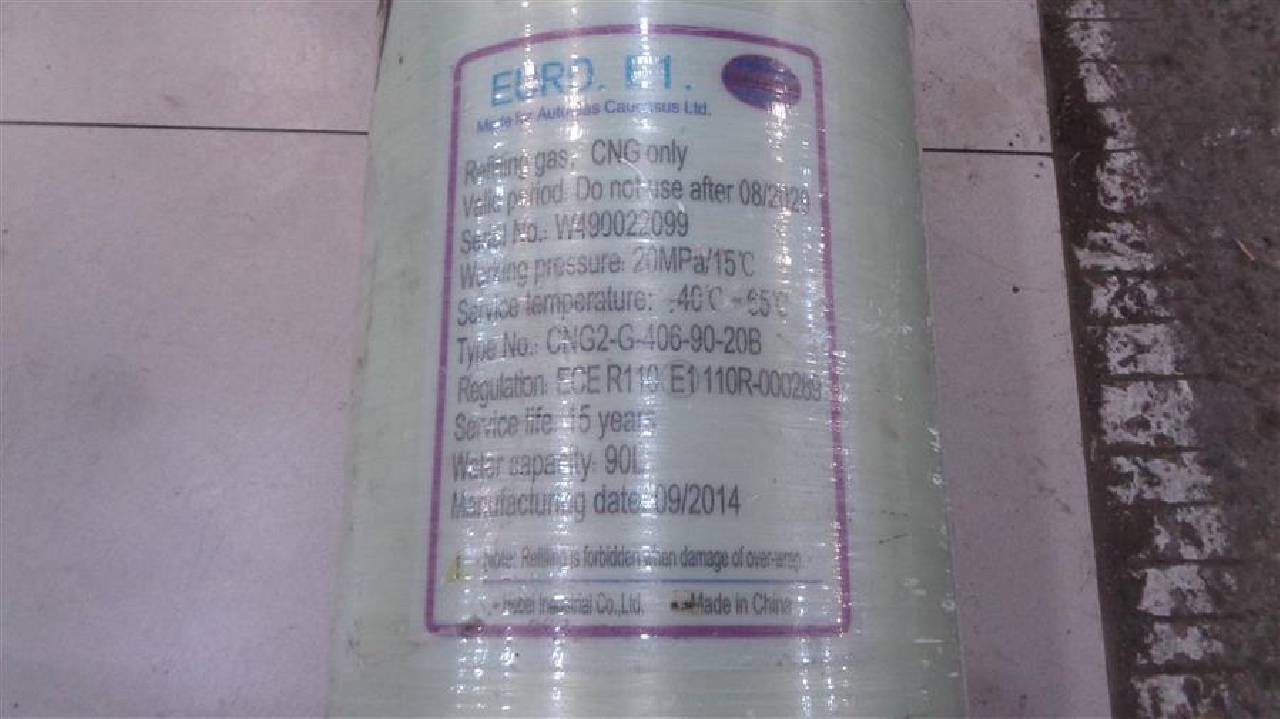 EURO. E1.
Made for Autogas Caucasus Ltd.
Refilling gas: CNG only
Valid period: Do not use after 08/2029
Serial No.: W490022099
Working pressure: 20MPa/15℃
Service temperature: -40℃ ~ 65℃
Type No.: CNG2-G-406-90-20B
Regulation: ECE R110 E1 110R-000269
Service life: 15 years
Water capacity: 90L
Manufacturing date: 09/2014
Note: Refilling is forbidden when damage of over-wrap.
Industrial Co.,Ltd. Made in China